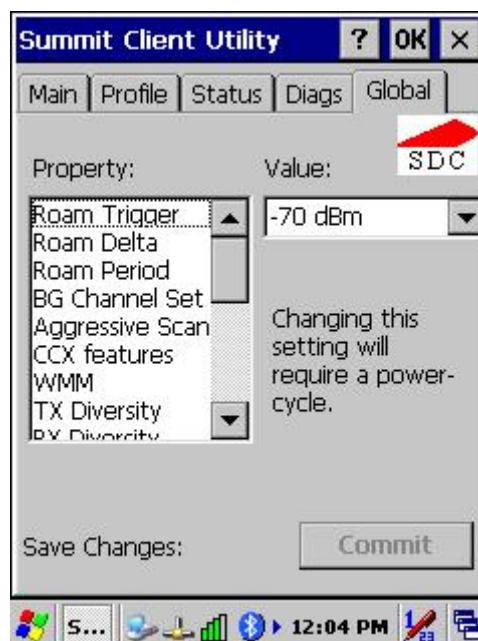 Summit Client Utility ? OK ×
Main Profile Status Diags Global
SDC
Property:
Value:
Roam Trigger
Roam Delta
Roam Period
BG Channel Set
Aggressive Scan
CCX features
WMM
TX Diversity
RX Diversity
-70 dBm
Changing this
setting will
require a power-
cycle.
Save Changes:
Commit
S...
12:04 PM